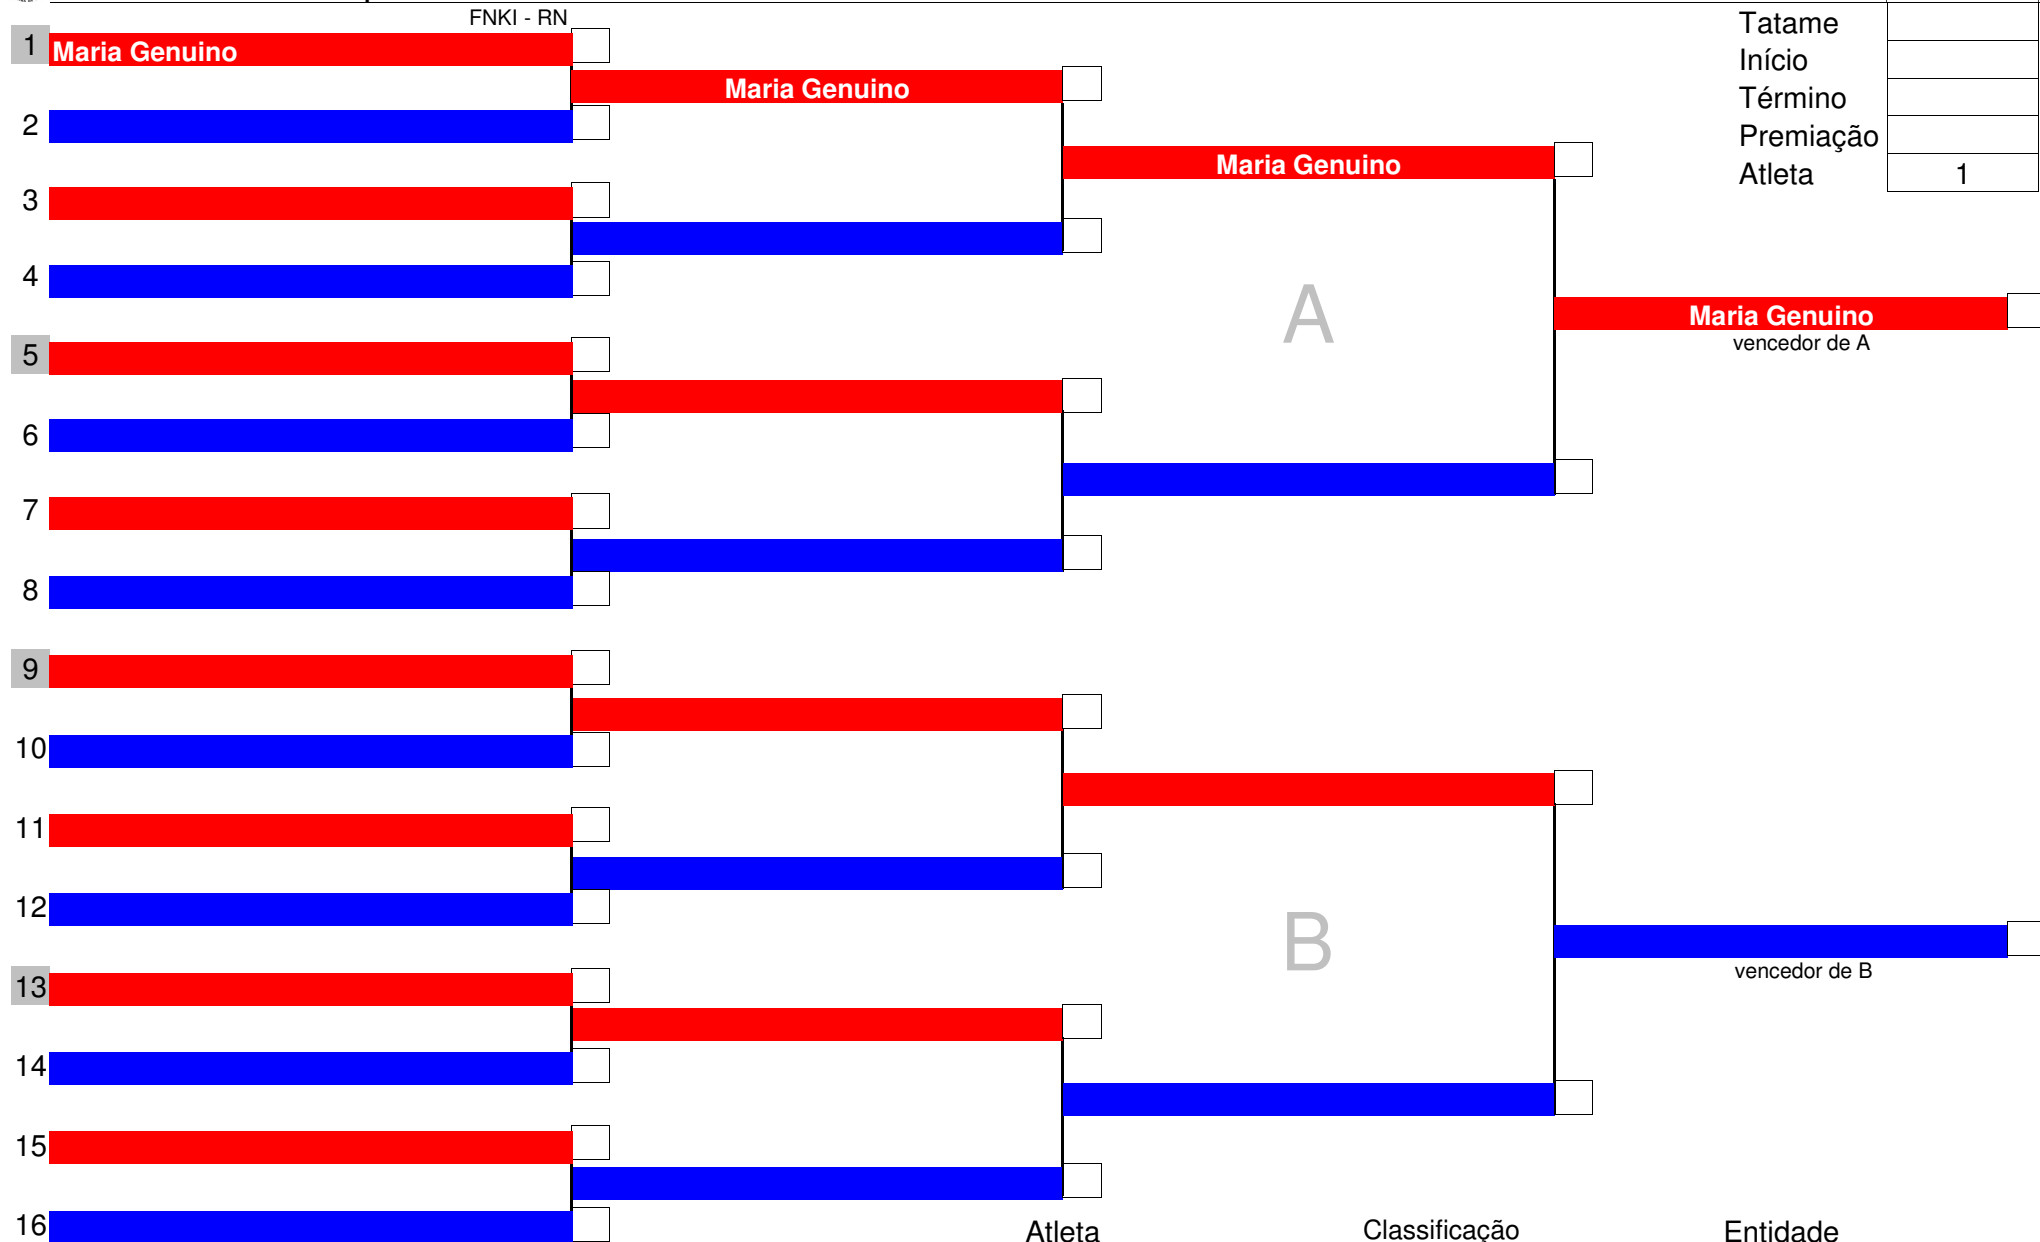 FNKI - RN
Tatame
1 Maria Genuino
Início
Maria Genuino
Término
2
Premiação
Maria Genuino
Atleta 1
3
4
A
Maria Genuino
vencedor de A
5
6
7
8
9
10
11
12
B
vencedor de B
13
14
15
16
Atleta Classificação Entidade